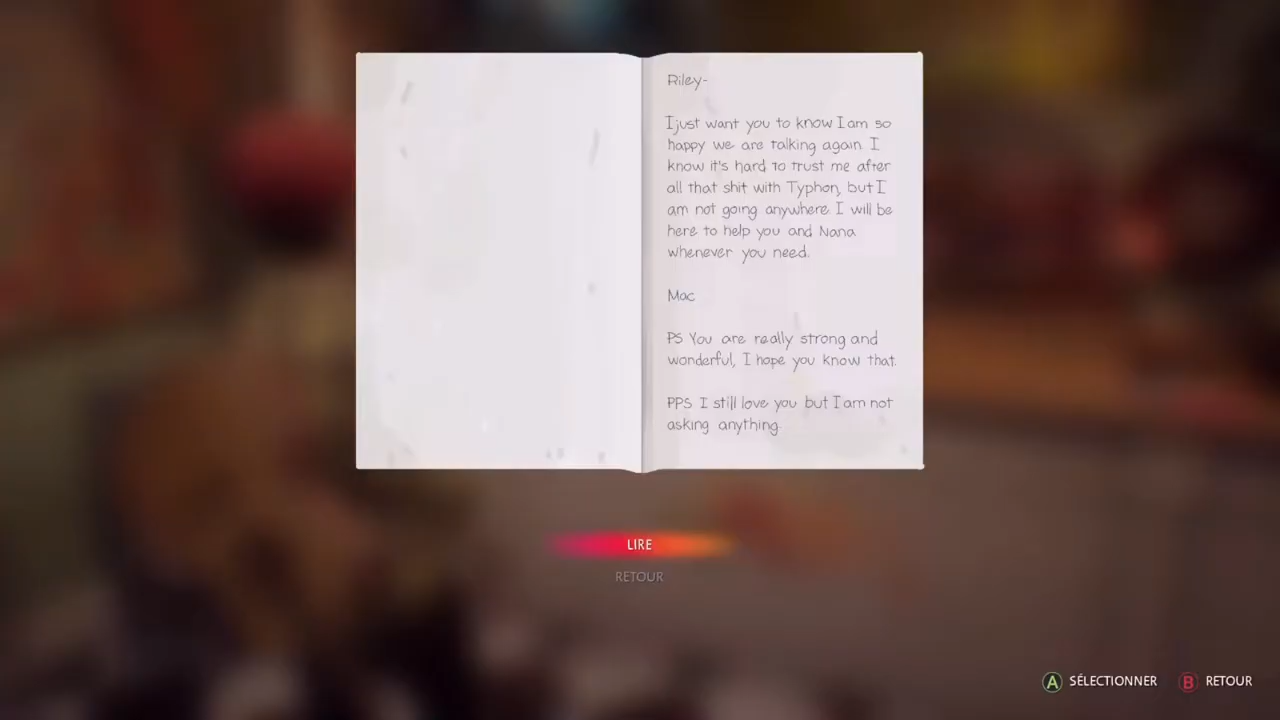 Riley-
I just want you to know I am so
happy we are talking again. I
know it's hard to trust me after
all that shit with Typhon, but I
am not going anywhere. I will be
here to help you and Nana
whenever you need.
Mac
PS You are really strong and
wonderful, I hope you know that.
PPS I still love you but I am not
asking anything.
LIRE
RETOUR
A SÉLECTIONNER B RETOUR